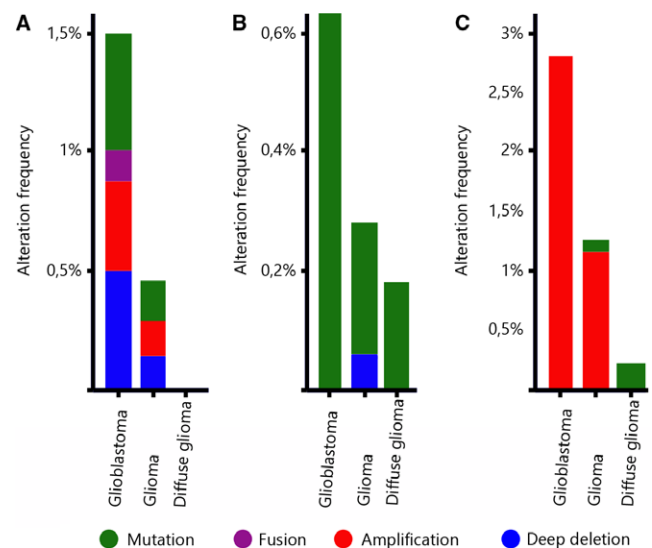 A
1,5%
1%
0,5%
Alteration frequency
Glioblastoma
Glioma
Diffuse glioma
B
0,6%
0,4%
0,2%
Alteration frequency
Glioblastoma
Glioma
Diffuse glioma
C
3%
2,5%
2%
1,5%
1%
0,5%
Alteration frequency
Glioblastoma
Glioma
Diffuse glioma
Mutation Fusion Amplification Deep deletion